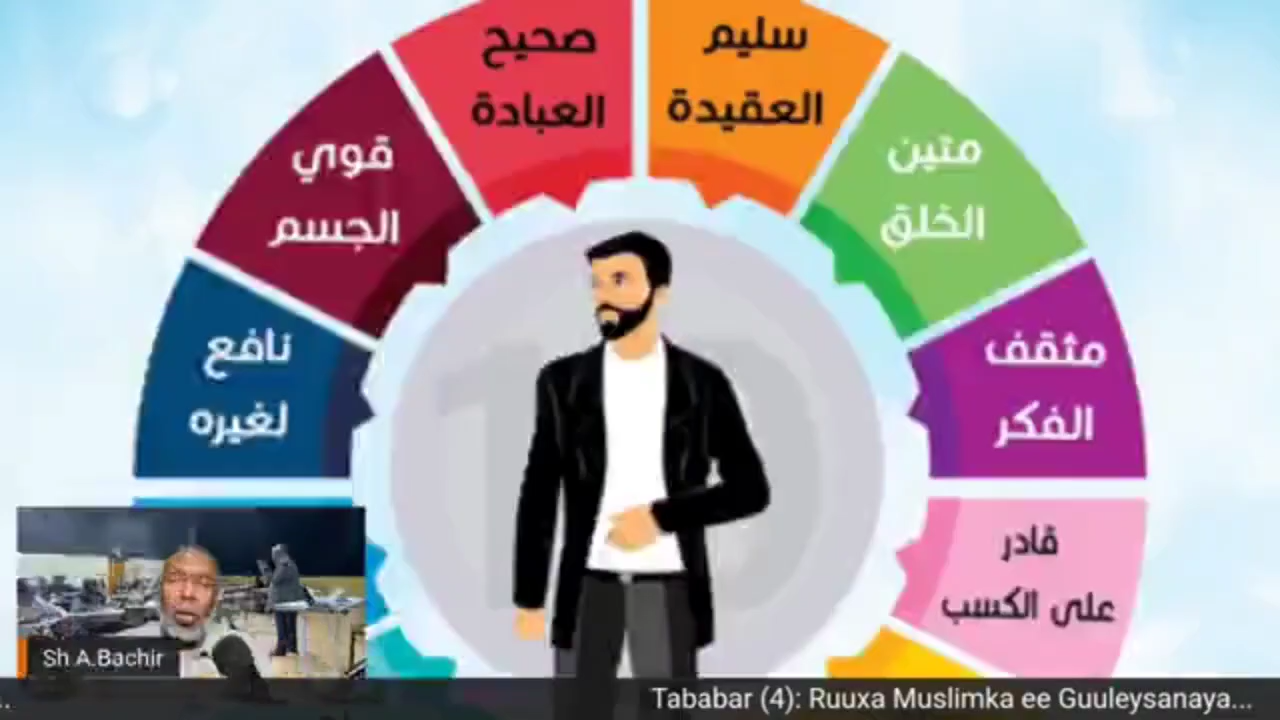 سليم
العقيدة
صحيح
العبادة
متين
الخلق
قوي
الجسم
مثقف
الفكر
نافع
لغيره
قادر
على الكسب
Sh A.Bachir
..
Tababar (4): Ruuxa Muslimka ee Guuleysanaya...